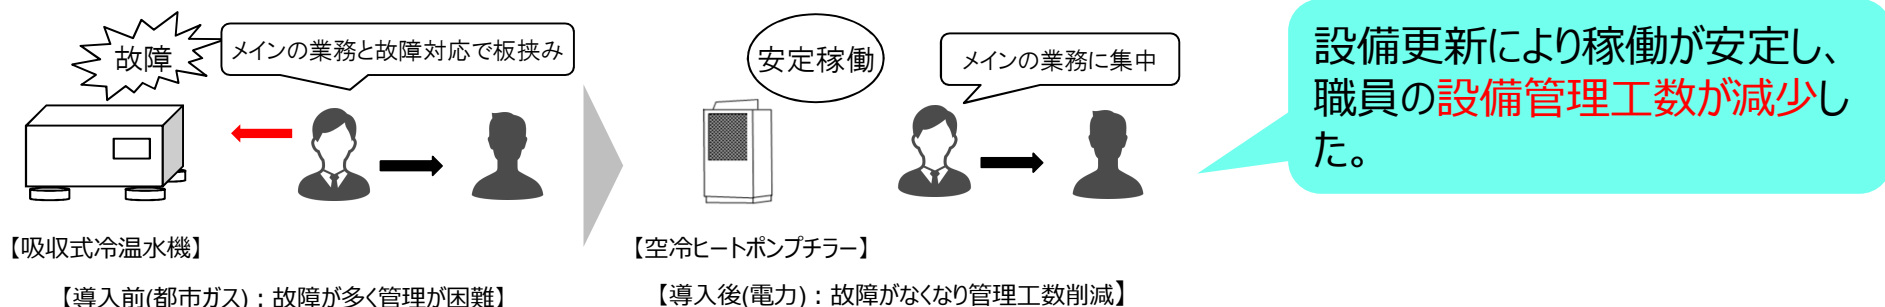 故障
メインの業務と故障対応で板挟み
安定稼働
メインの業務に集中
設備更新により稼働が安定し、
職員の設備管理工数が減少し
た。
【吸収式冷温水機】
【空冷ヒートポンプチラー】
【導入前(都市ガス)：故障が多く管理が困難】
【導入後(電力)：故障がなくなり管理工数削減】